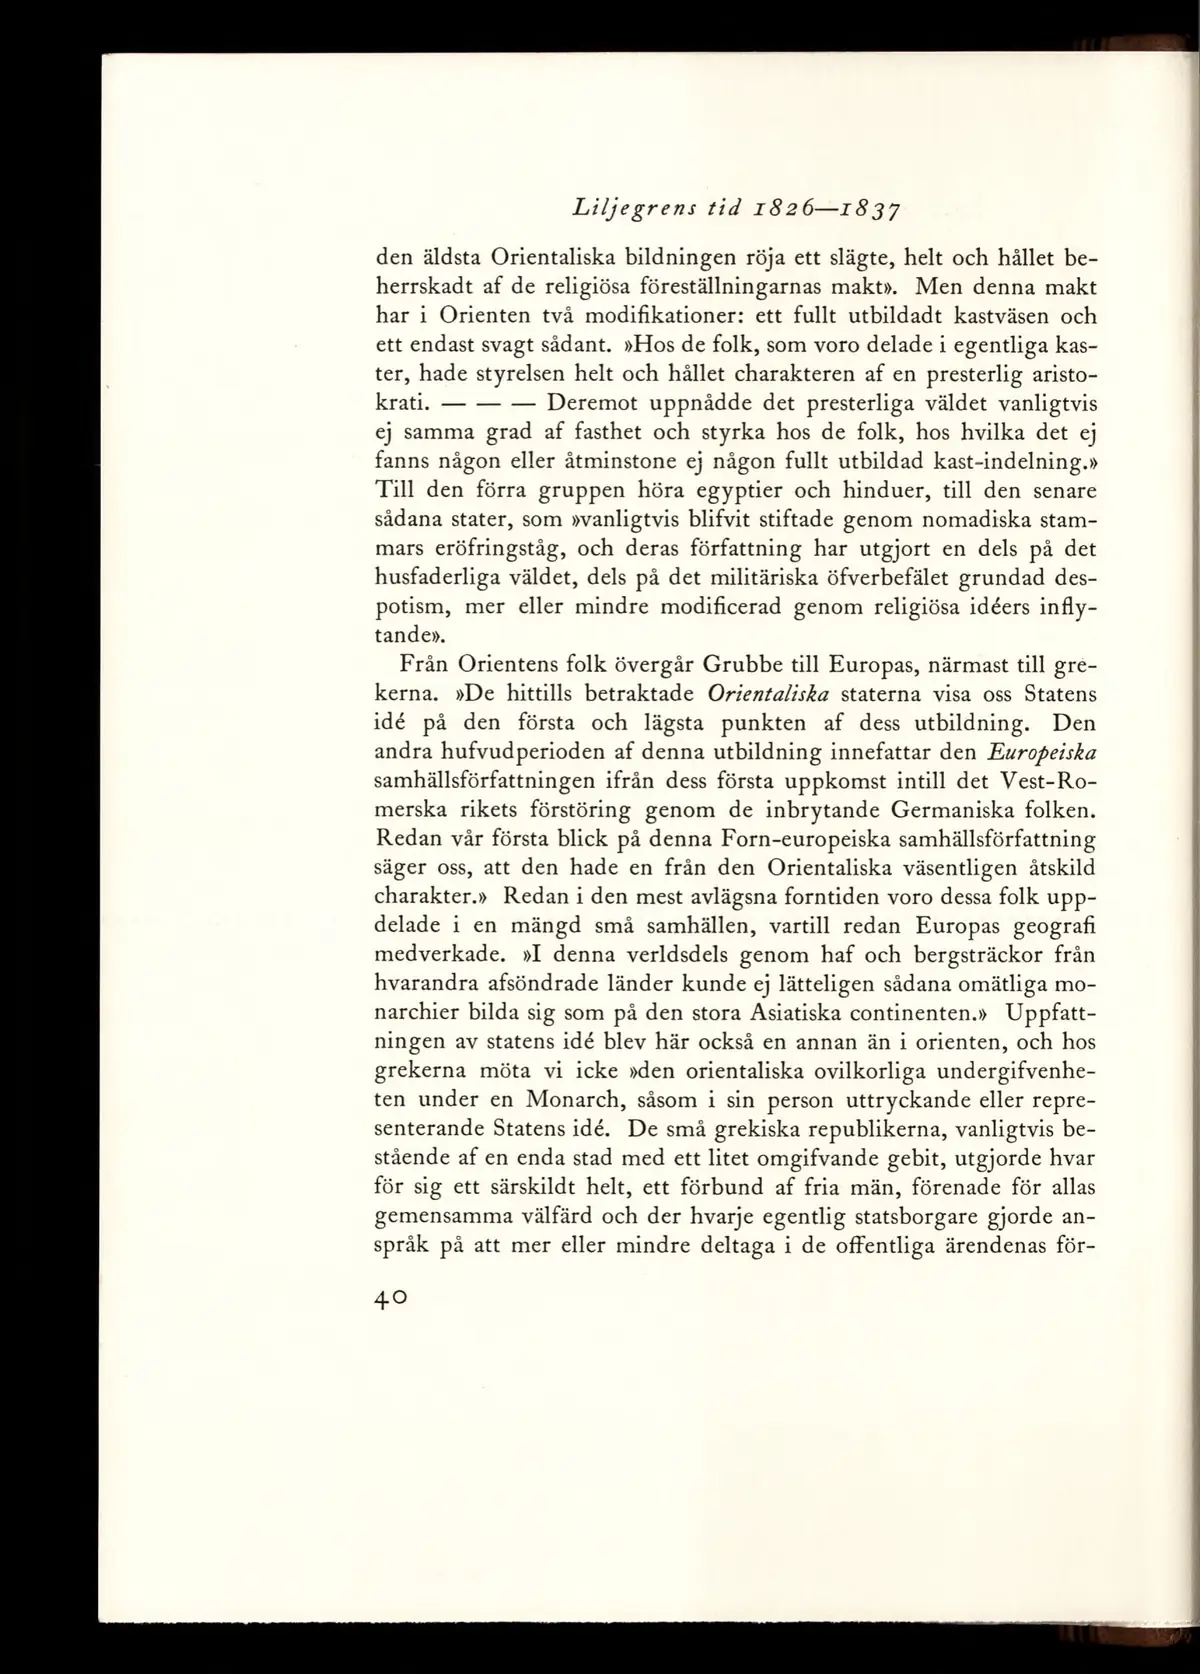 Liljegrens tid 1826—1837
den äldsta Orientaliska bildningen röja ett slägte, helt och hållet be-
herrskadt af de religiösa föreställningarnas makt». Men denna makt
har i Orienten två modifikationer: ett fullt utbildadt kastväsen och
ett endast svagt sådant. »Hos de folk, som voro delade i egentliga kas-
ter, hade styrelsen helt och hållet charakteren af en presterlig aristo-
krati. — — — Deremot uppnådde det presterliga väldet vanligtvis
ej samma grad af fasthet och styrka hos de folk, hos hvilka det ej
fanns någon eller åtminstone ej någon fullt utbildad kast-indelning.»
Till den förra gruppen höra egyptier och hinduer, till den senare
sådana stater, som »vanligtvis blifvit stiftade genom nomadiska stam-
mars eröfringståg, och deras författning har utgjort en dels på det
husfaderliga väldet, dels på det militäriska öfverbefälet grundad des-
potism, mer eller mindre modificerad genom religiösa idéers infly-
tande».
Från Orientens folk övergår Grubbe till Europas, närmast till gre-
kerna. »De hittills betraktade Orientaliska staterna visa oss Statens
idé på den första och lägsta punkten af dess utbildning. Den
andra hufvudperioden af denna utbildning innefattar den Europeiska
samhällsförfattningen ifrån dess första uppkomst intill det Vest-Ro-
merska rikets förstöring genom de inbrytande Germaniska folken.
Redan vår första blick på denna Forn-europeiska samhällsförfattning
säger oss, att den hade en från den Orientaliska väsentligen åtskild
charakter.» Redan i den mest avlägsna forntiden voro dessa folk upp-
delade i en mängd små samhällen, vartill redan Europas geografi
medverkade. »I denna verldsdels genom haf och bergsträckor från
hvarandra afsöndrade länder kunde ej lätteligen sådana omätliga mo-
narchier bilda sig som på den stora Asiatiska continenten.» Uppfatt-
ningen av statens idé blev här också en annan än i orienten, och hos
grekerna möta vi icke »den orientaliska ovilkorliga undergifvenhe-
ten under en Monarch, såsom i sin person uttryckande eller repre-
senterande Statens idé. De små grekiska republikerna, vanligtvis be-
stående af en enda stad med ett litet omgifvande gebit, utgjorde hvar
för sig ett särskildt helt, ett förbund af fria män, förenade för allas
gemensamma välfärd och der hvarje egentlig statsborgare gjorde an-
språk på att mer eller mindre deltaga i de offentliga ärendenas för-
40